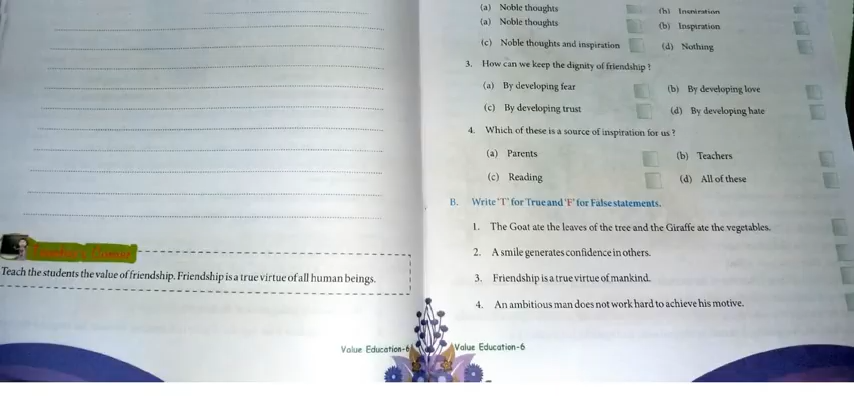 Teacher's Corner
Teach the students the value of friendship. Friendship is a true virtue of all human beings.
Value Education-6
(a) Noble thoughts (b) Inspiration
(a) Noble thoughts (b) Inspiration
(c) Noble thoughts and inspiration (d) Nothing
3. How can we keep the dignity of friendship ?
(a) By developing fear (b) By developing love
(c) By developing trust (d) By developing hate
4. Which of these is a source of inspiration for us ?
(a) Parents (b) Teachers
(c) Reading (d) All of these
B. Write 'T' for True and 'F' for False statements.
1. The Goat ate the leaves of the tree and the Giraffe ate the vegetables.
2. A smile generates confidence in others.
3. Friendship is a true virtue of mankind.
4. An ambitious man does not work hard to achieve his motive.
Value Education-6